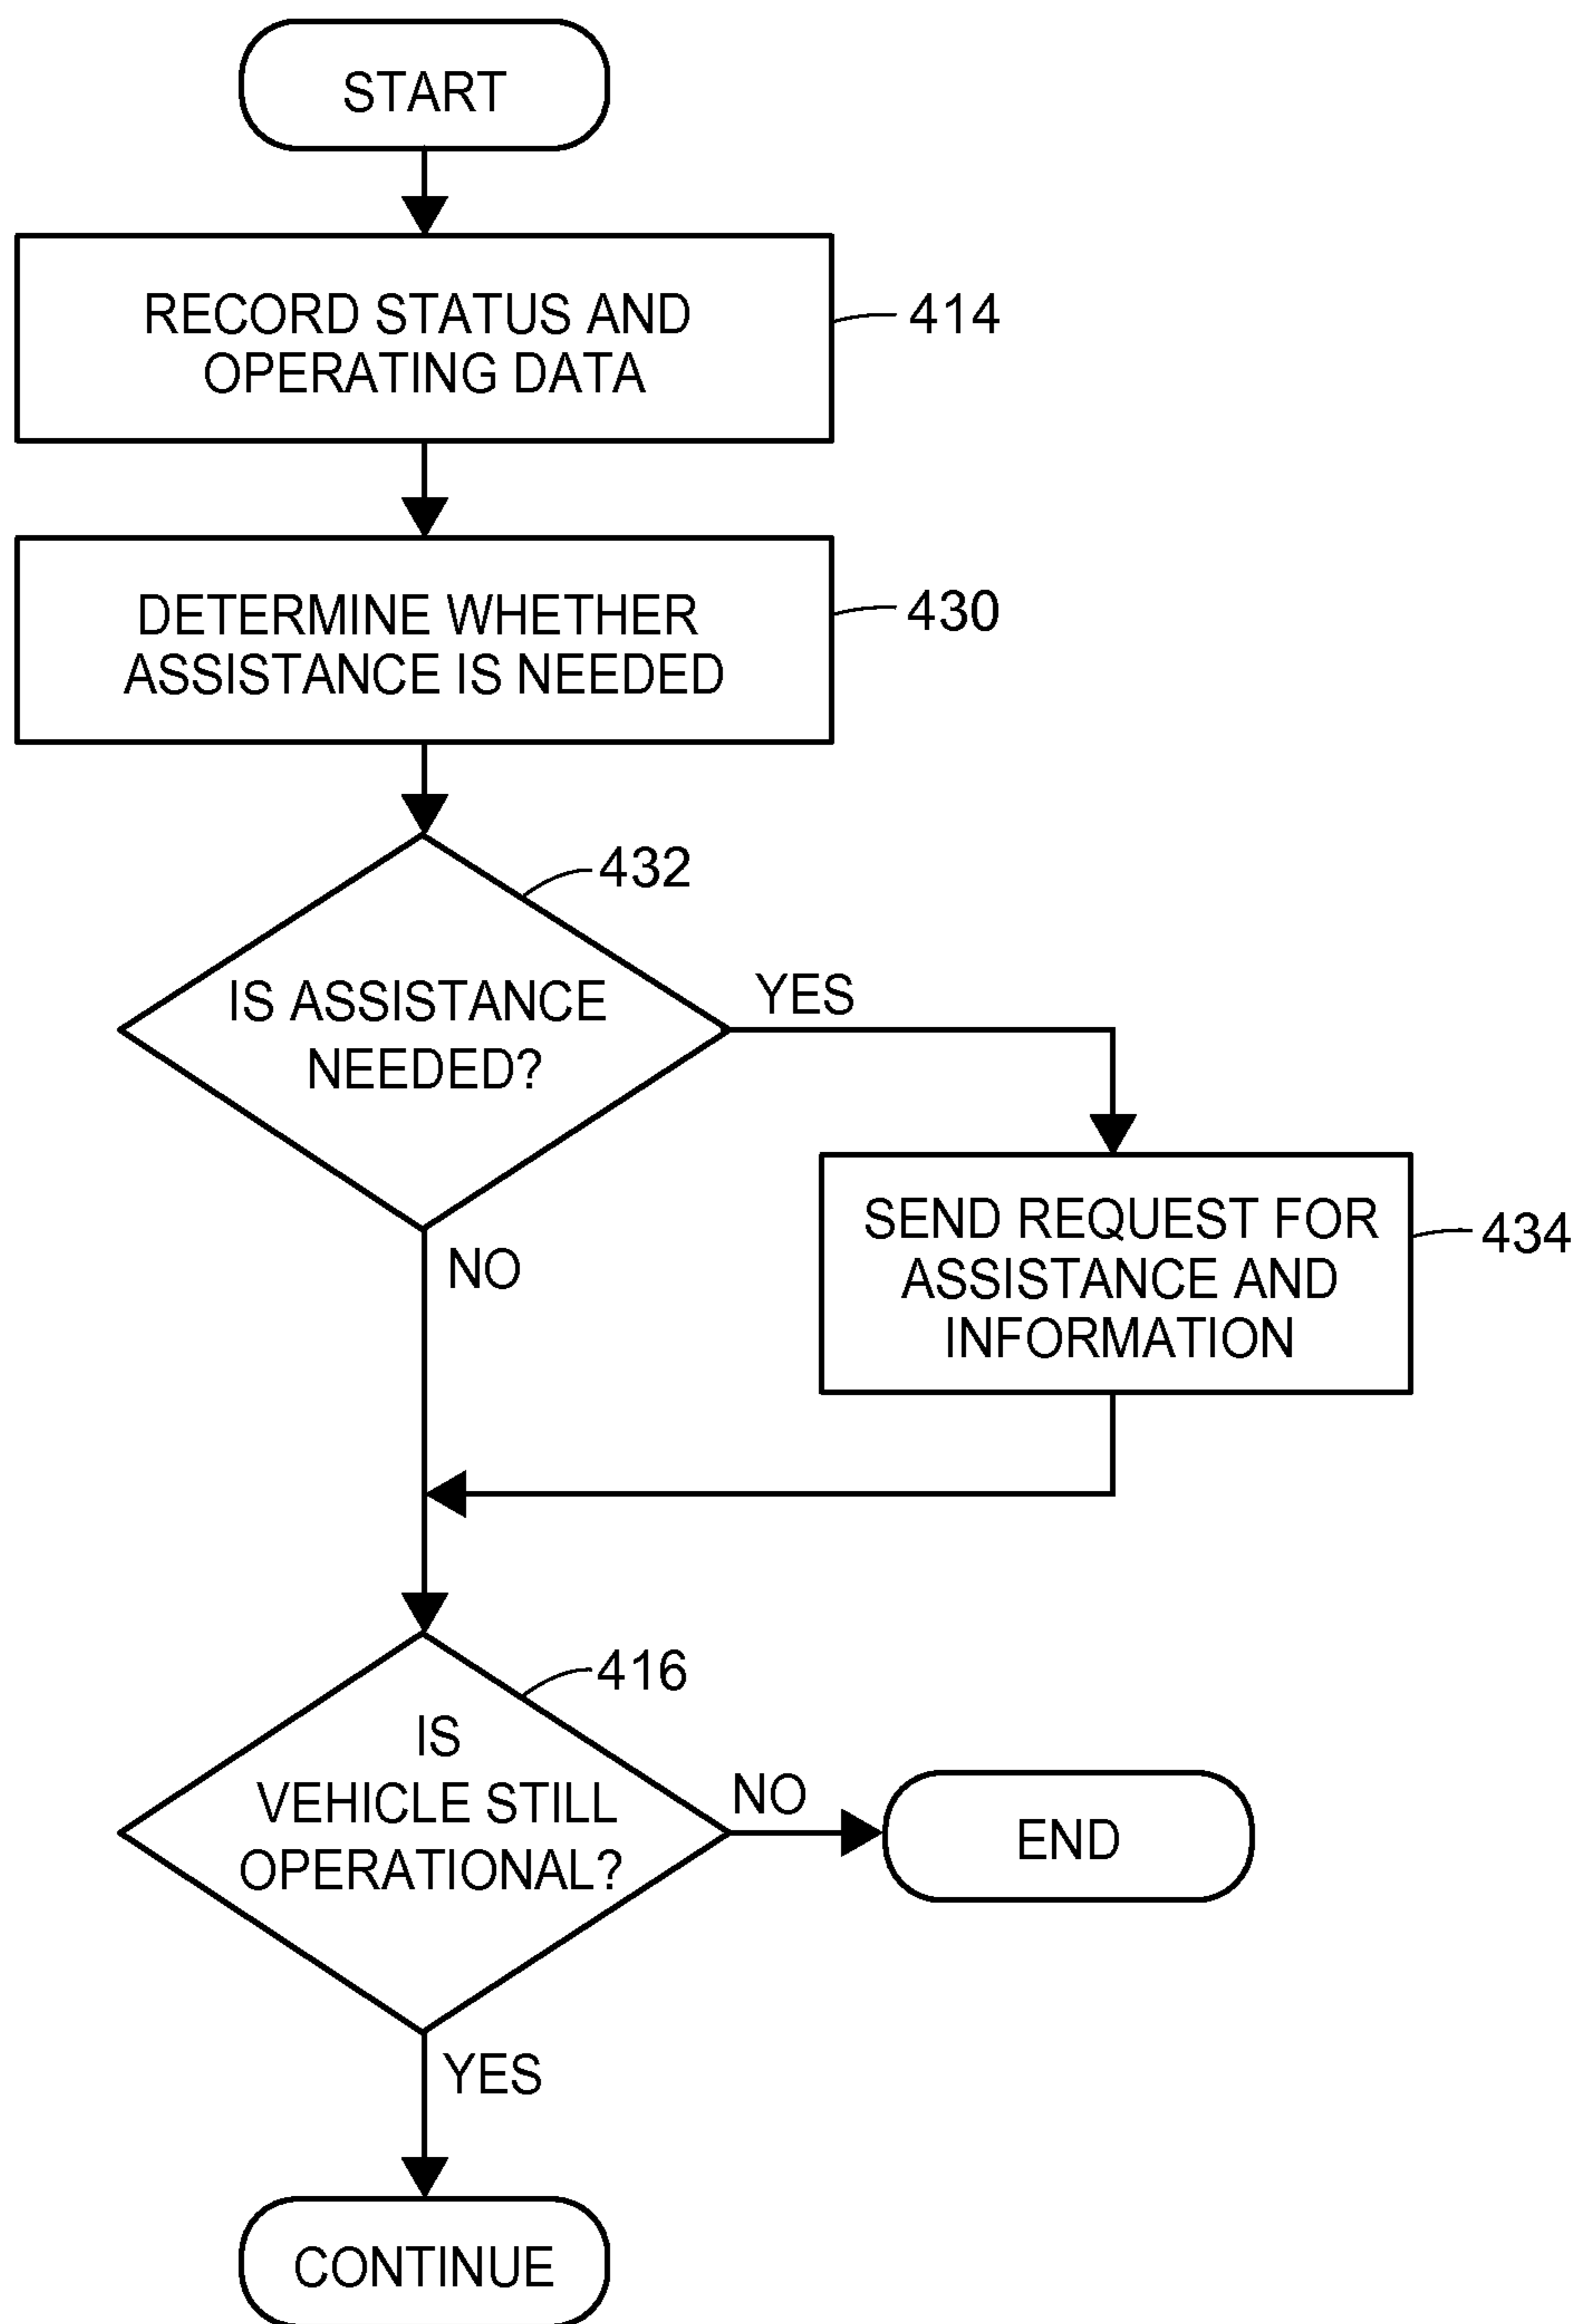 START
RECORD STATUS AND
OPERATING DATA
414
DETERMINE WHETHER
ASSISTANCE IS NEEDED
430
432
IS ASSISTANCE
NEEDED?
YES
NO
SEND REQUEST FOR
ASSISTANCE AND
INFORMATION
434
416
IS
VEHICLE STILL
OPERATIONAL?
NO
END
YES
CONTINUE